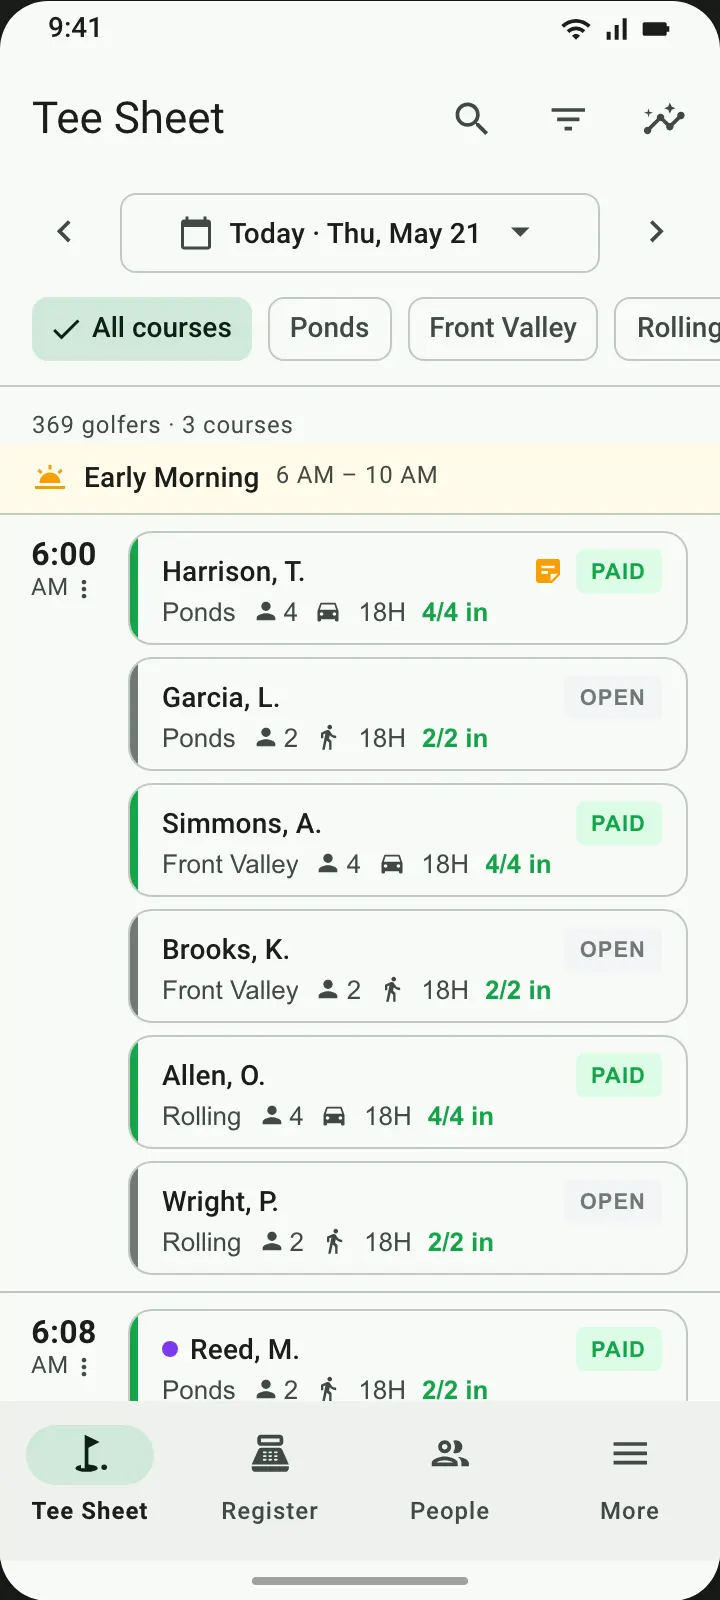 9:41
Tee Sheet
Today · Thu, May 21
All courses
Ponds
Front Valley
Rolling
369 golfers · 3 courses
Early Morning 6 AM – 10 AM
6:00
AM
Harrison, T.
PAID
Ponds 4 18H 4/4 in
Garcia, L.
OPEN
Ponds 2 18H 2/2 in
Simmons, A.
PAID
Front Valley 4 18H 4/4 in
Brooks, K.
OPEN
Front Valley 2 18H 2/2 in
Allen, O.
PAID
Rolling 4 18H 4/4 in
Wright, P.
OPEN
Rolling 2 18H 2/2 in
6:08
AM
Reed, M.
PAID
Ponds 2 18H 2/2 in
Tee Sheet
Register
People
More